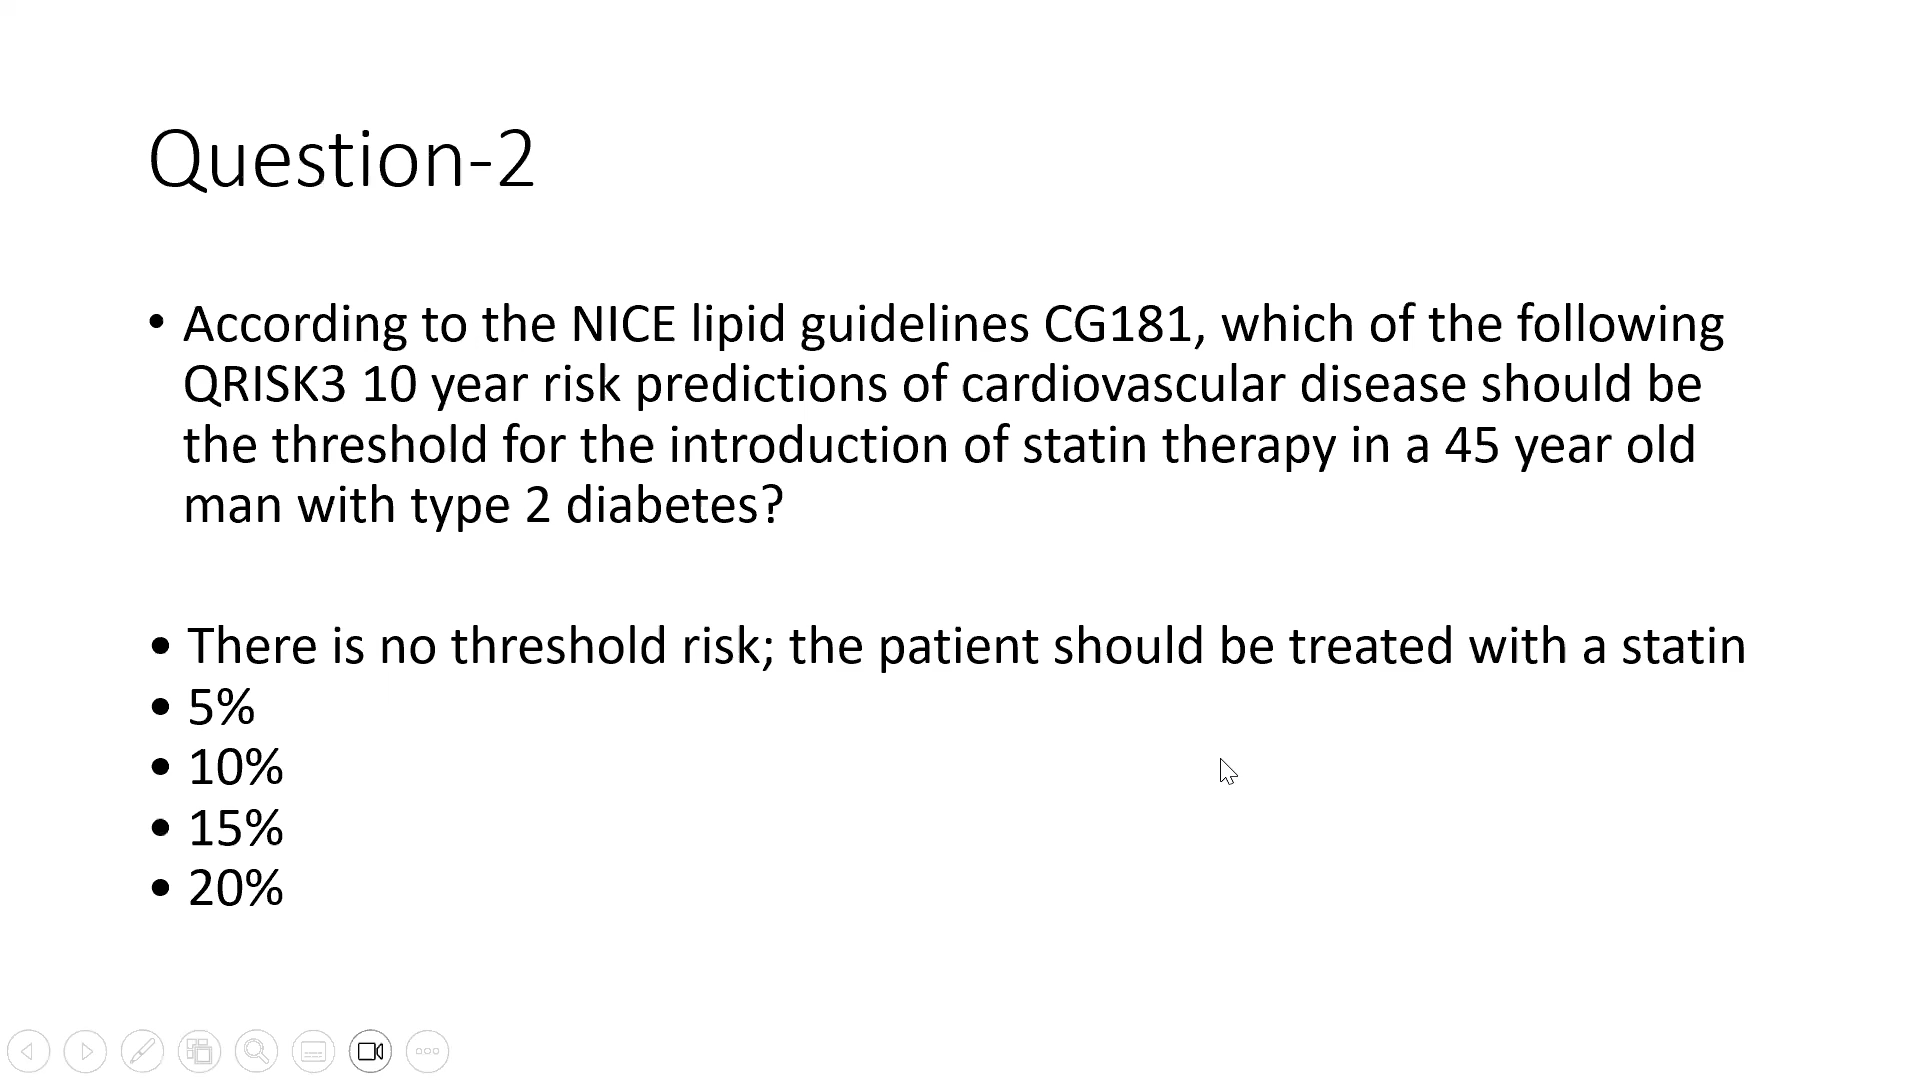 Question-2
• According to the NICE lipid guidelines CG181, which of the following
QRISK3 10 year risk predictions of cardiovascular disease should be
the threshold for the introduction of statin therapy in a 45 year old
man with type 2 diabetes?
• There is no threshold risk; the patient should be treated with a statin
• 5%
• 10%
• 15%
• 20%